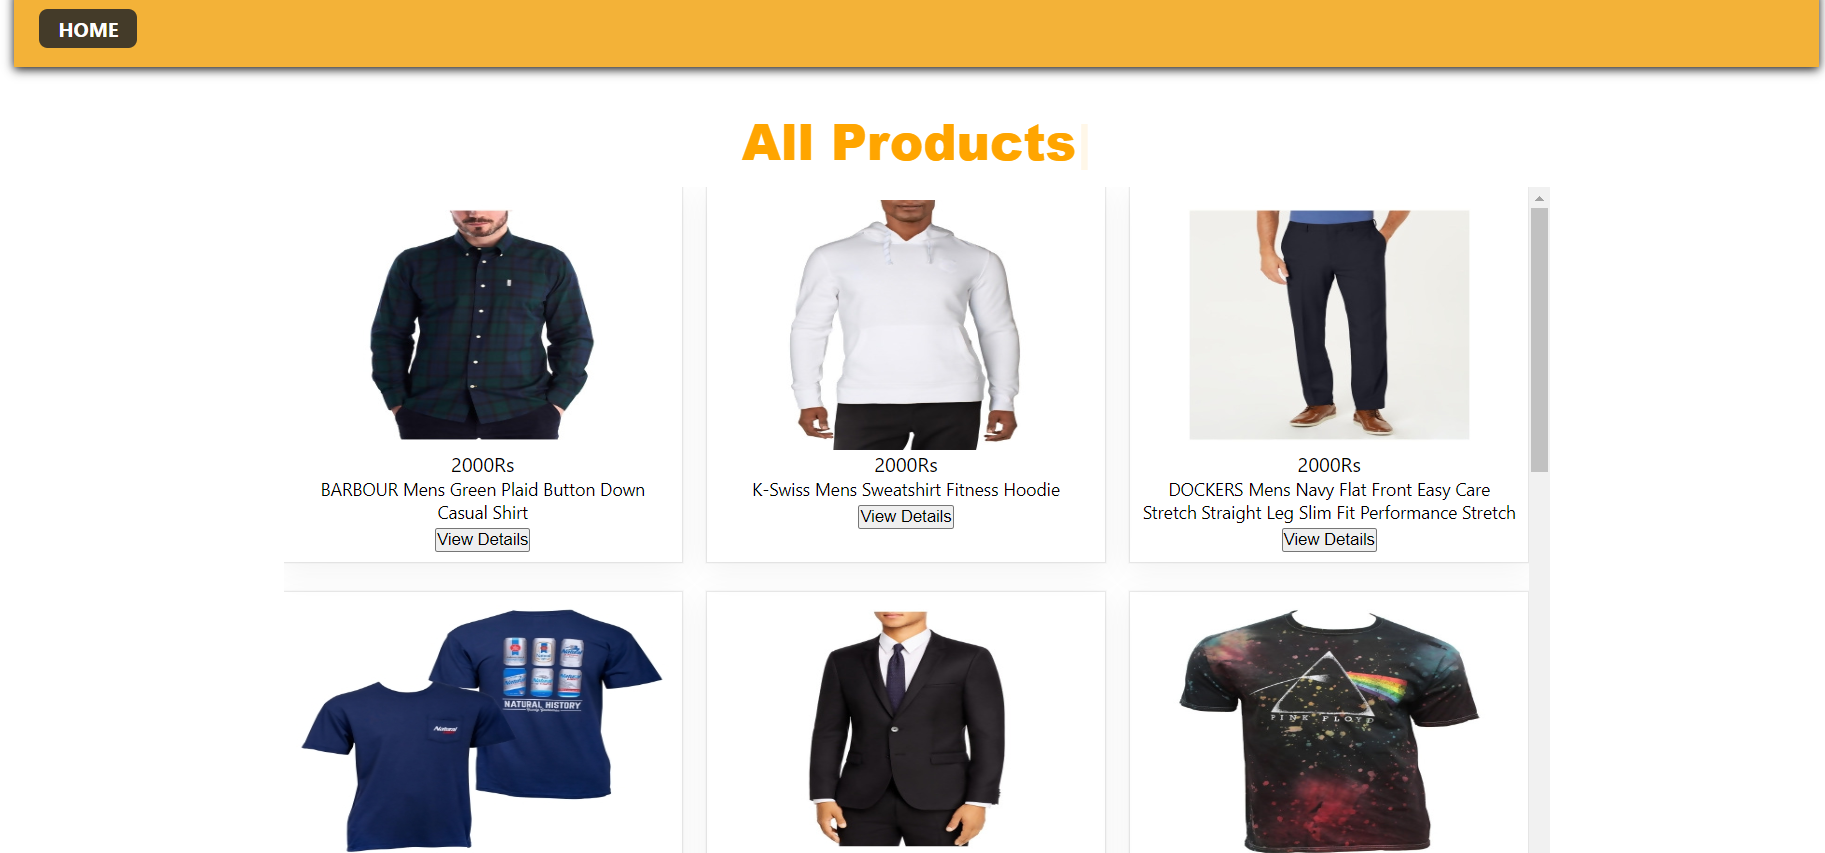 HOME
All Products
2000Rs
BARBOUR Mens Green Plaid Button Down
Casual Shirt
View Details
2000Rs
K-Swiss Mens Sweatshirt Fitness Hoodie
View Details
2000Rs
DOCKERS Mens Navy Flat Front Easy Care
Stretch Straight Leg Slim Fit Performance Stretch
View Details
Natural
NATURAL HISTORY
PINK FLOYD